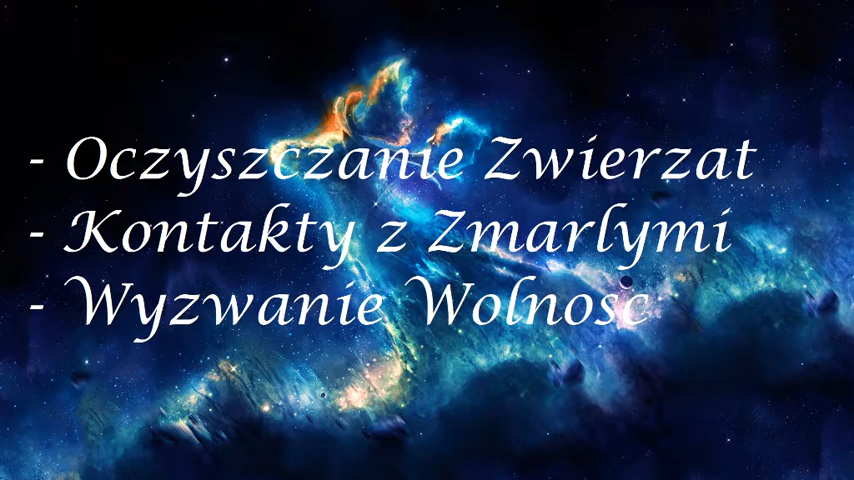 - Oczyszczanie Zwierzat
- Kontakty z Zmarlymi
- Wyzwanie Wolnosc